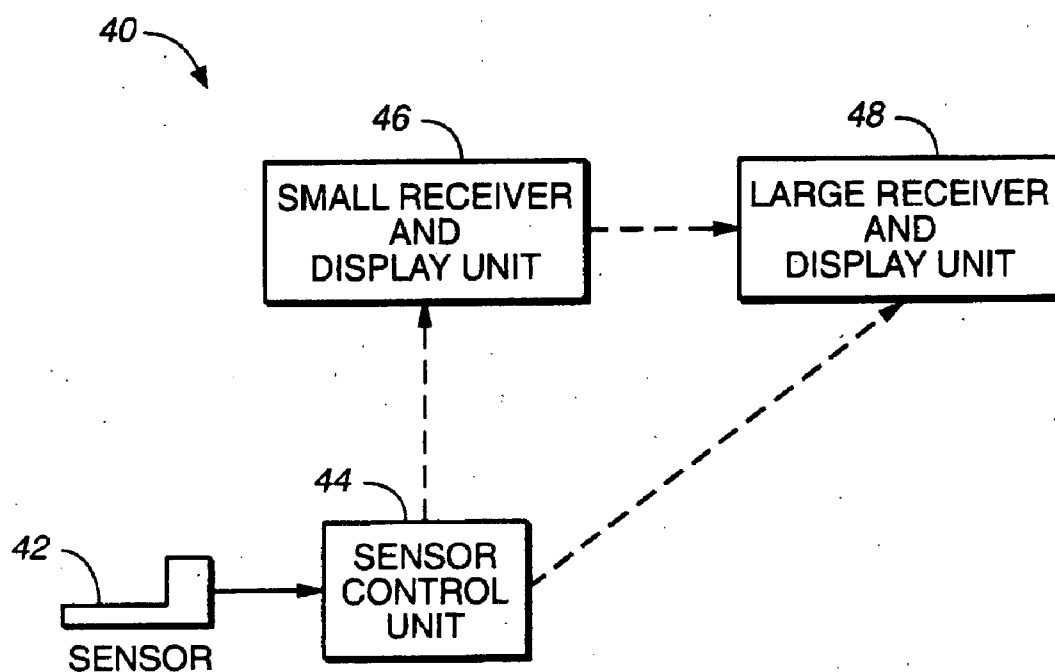 40
46
48
SMALL RECEIVER
AND
DISPLAY UNIT
LARGE RECEIVER
AND
DISPLAY UNIT
44
42
SENSOR
CONTROL
UNIT
SENSOR